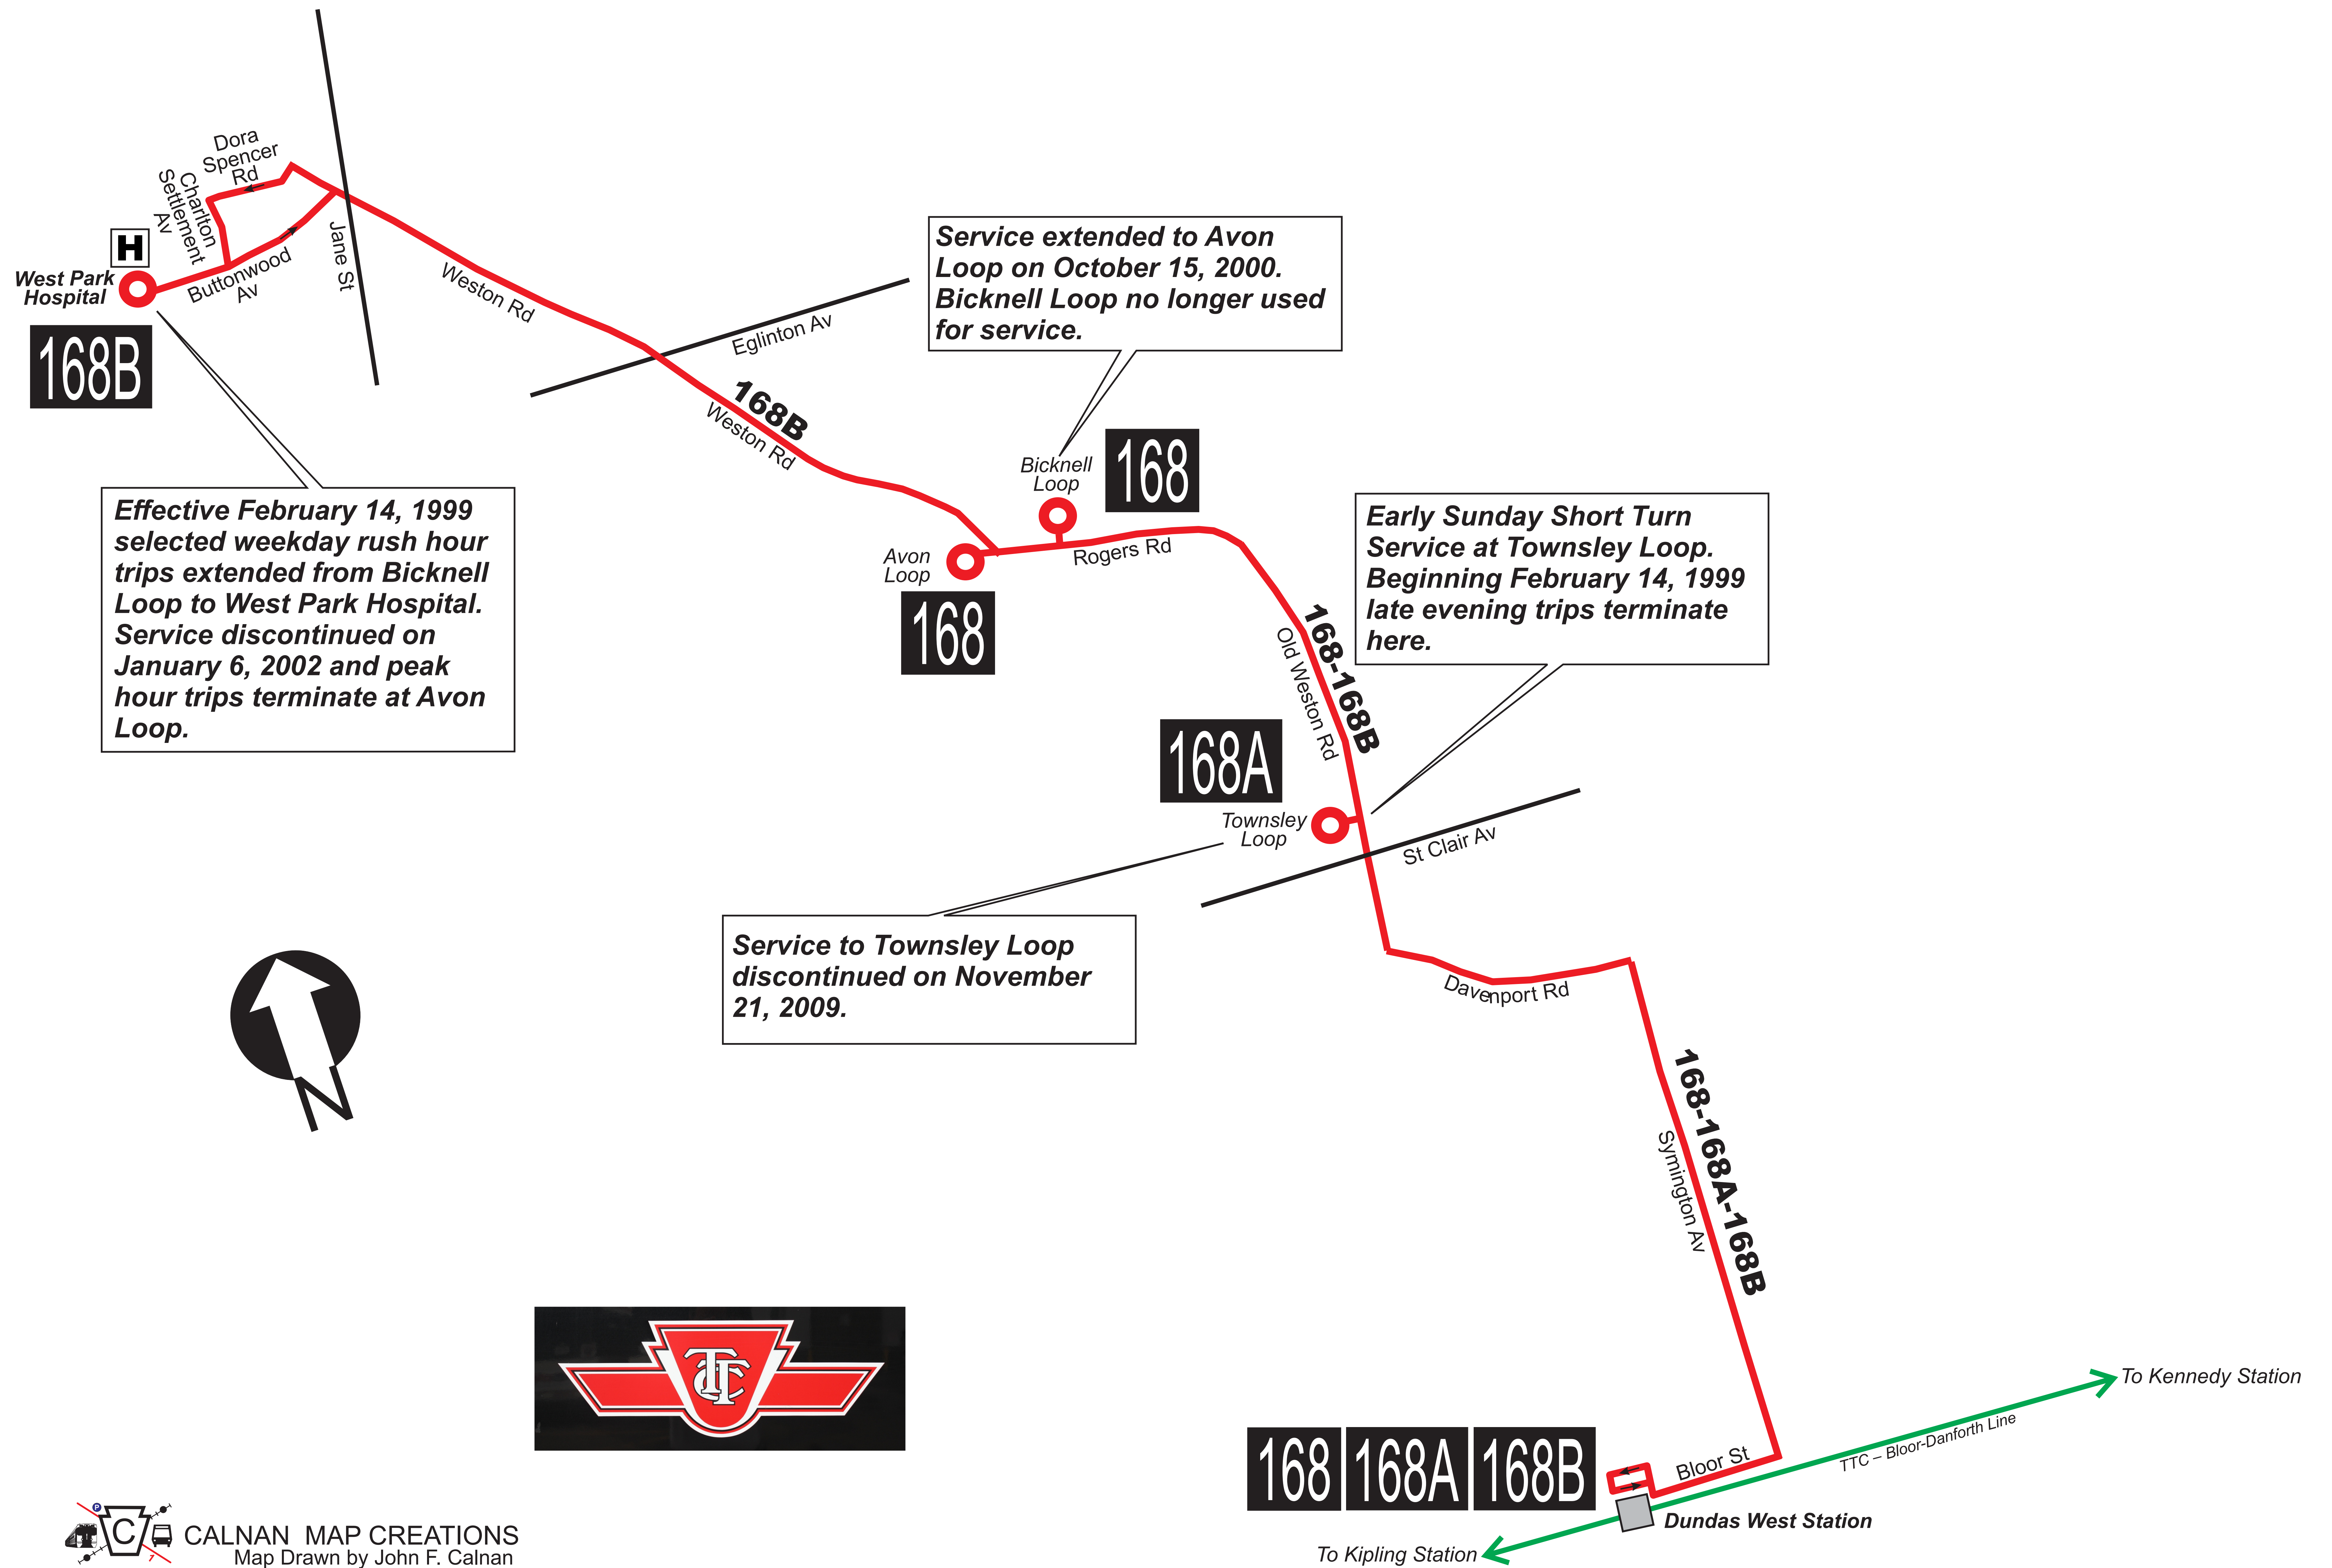 Dora
Spencer
Rd
Charlton
Settlement
Av
H
West Park
Hospital
Buttonwood
Av
168B
Jane St
Weston Rd
Eglinton Av
Service extended to Avon
Loop on October 15, 2000.
Bicknell Loop no longer used
for service.
168B
Weston Rd
Bicknell
Loop
168
Avon
Loop
168
Rogers Rd
Effective February 14, 1999
selected weekday rush hour
trips extended from Bicknell
Loop to West Park Hospital.
Service discontinued on
January 6, 2002 and peak
hour trips terminate at Avon
Loop.
Early Sunday Short Turn
Service at Townsley Loop.
Beginning February 14, 1999
late evening trips terminate
here.
168-168B
Old Weston Rd
168A
Townsley
Loop
St Clair Av
Service to Townsley Loop
discontinued on November
21, 2009.
Davenport Rd
N
168-168A-168B
Symington Av
TTC
To Kennedy Station
TTC – Bloor-Danforth Line
Bloor St
168 168A 168B
Dundas West Station
To Kipling Station
P
C
1
CALNAN MAP CREATIONS
Map Drawn by John F. Calnan